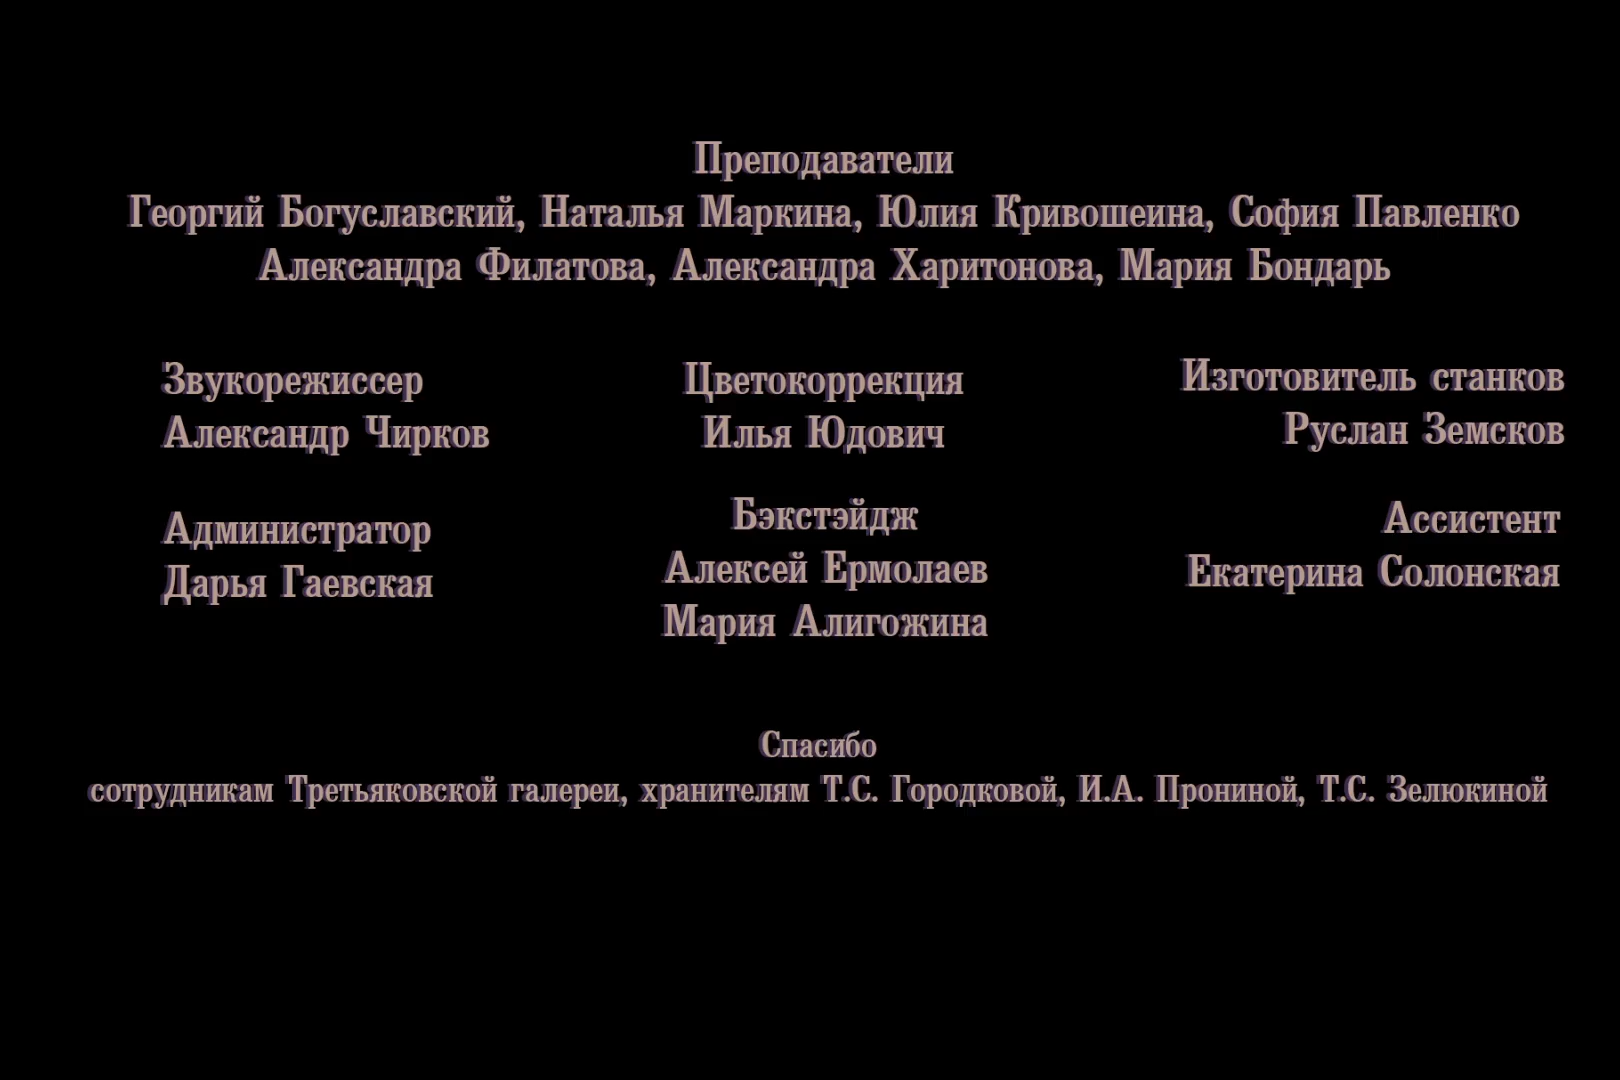 Преподаватели
Георгий Богуславский, Наталья Маркина, Юлия Кривошеина, София Павленко
Александра Филатова, Александра Харитонова, Мария Бондарь
Звукорежиссер
Александр Чирков
Цветокоррекция
Илья Юдович
Изготовитель станков
Руслан Земсков
Администратор
Дарья Гаевская
Бэкстэйдж
Алексей Ермолаев
Мария Алигожина
Ассистент
Екатерина Солонская
Спасибо
сотрудникам Третьяковской галереи, хранителям Т.С. Городковой, И.А. Прониной, Т.С. Зелюкиной